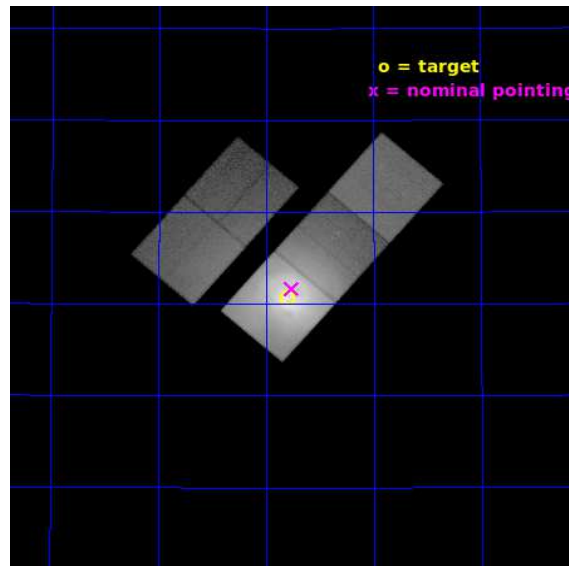 o = target
x = nominal pointing